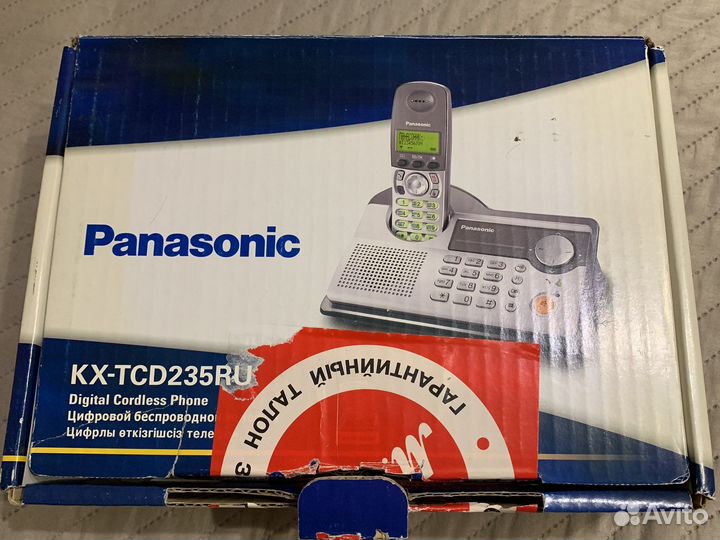 Panasonic
Panasonic
Panasonic
KX-TCD235RU
Digital Cordless Phone
Цифровой беспроводно
Цифрлы өткізгішсіз теле
ГАРАНТИЙНЫЙ ТАЛОН З
Avito